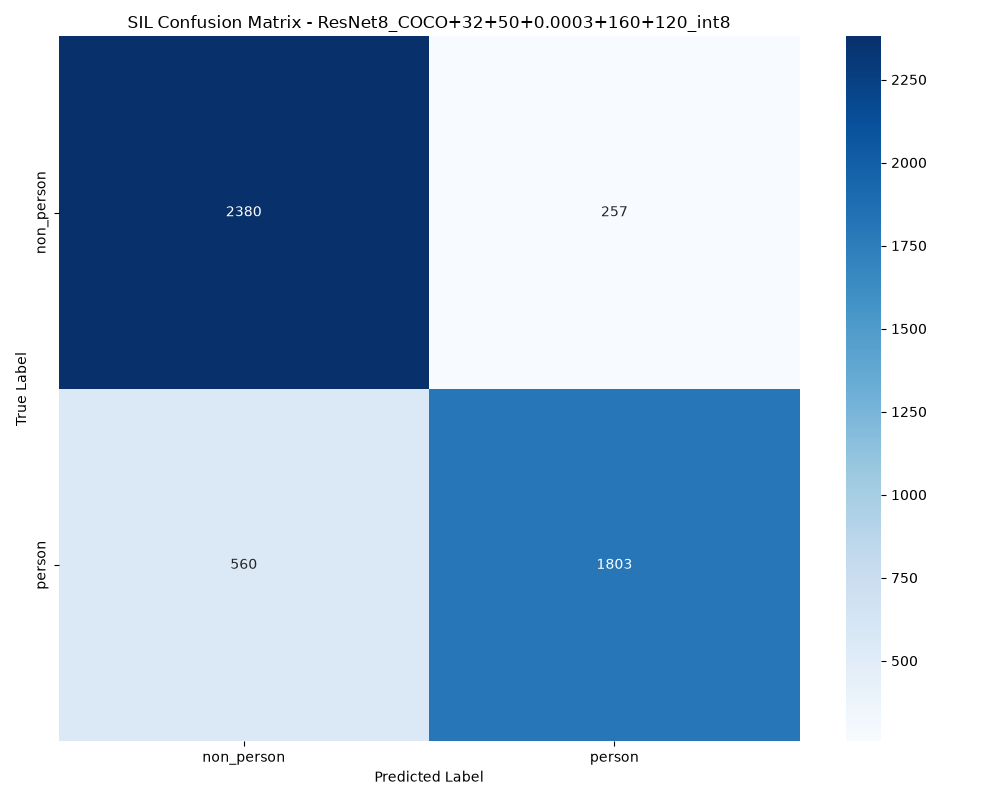 SIL Confusion Matrix - ResNet8_COCO+32+50+0.0003+160+120_int8
True Label
non_person
2380
257
person
560
1803
non_person
person
Predicted Label
2250
2000
1750
1500
1250
1000
750
500